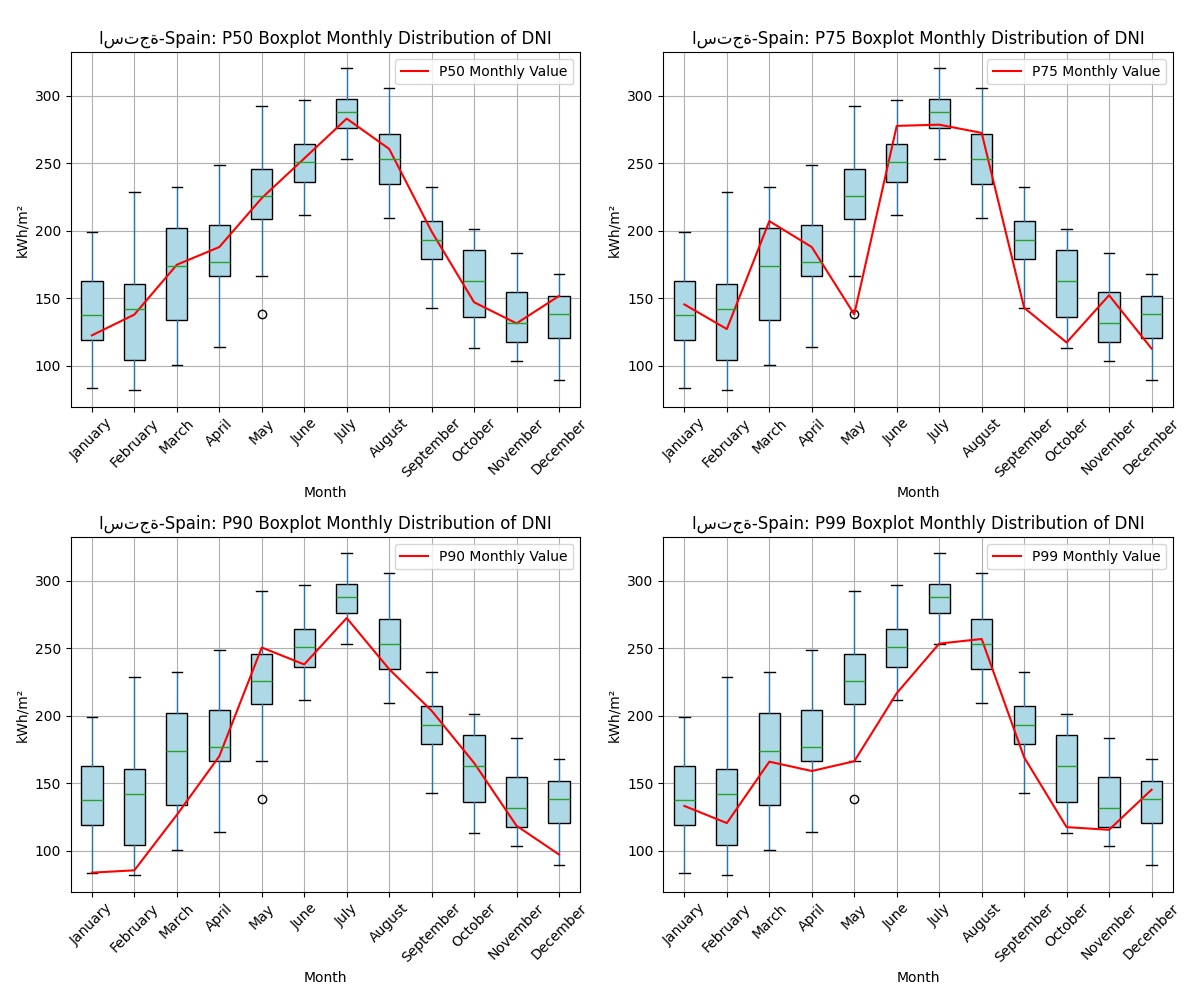 استجة-Spain: P50 Boxplot Monthly Distribution of DNI
P50 Monthly Value
kWh/m²
300
250
200
150
100
January
February
March
April
May
June
July
August
September
October
November
December
Month
استجة-Spain: P75 Boxplot Monthly Distribution of DNI
P75 Monthly Value
kWh/m²
300
250
200
150
100
January
February
March
April
May
June
July
August
September
October
November
December
Month
استجة-Spain: P90 Boxplot Monthly Distribution of DNI
P90 Monthly Value
kWh/m²
300
250
200
150
100
January
February
March
April
May
June
July
August
September
October
November
December
Month
استجة-Spain: P99 Boxplot Monthly Distribution of DNI
P99 Monthly Value
kWh/m²
300
250
200
150
100
January
February
March
April
May
June
July
August
September
October
November
December
Month